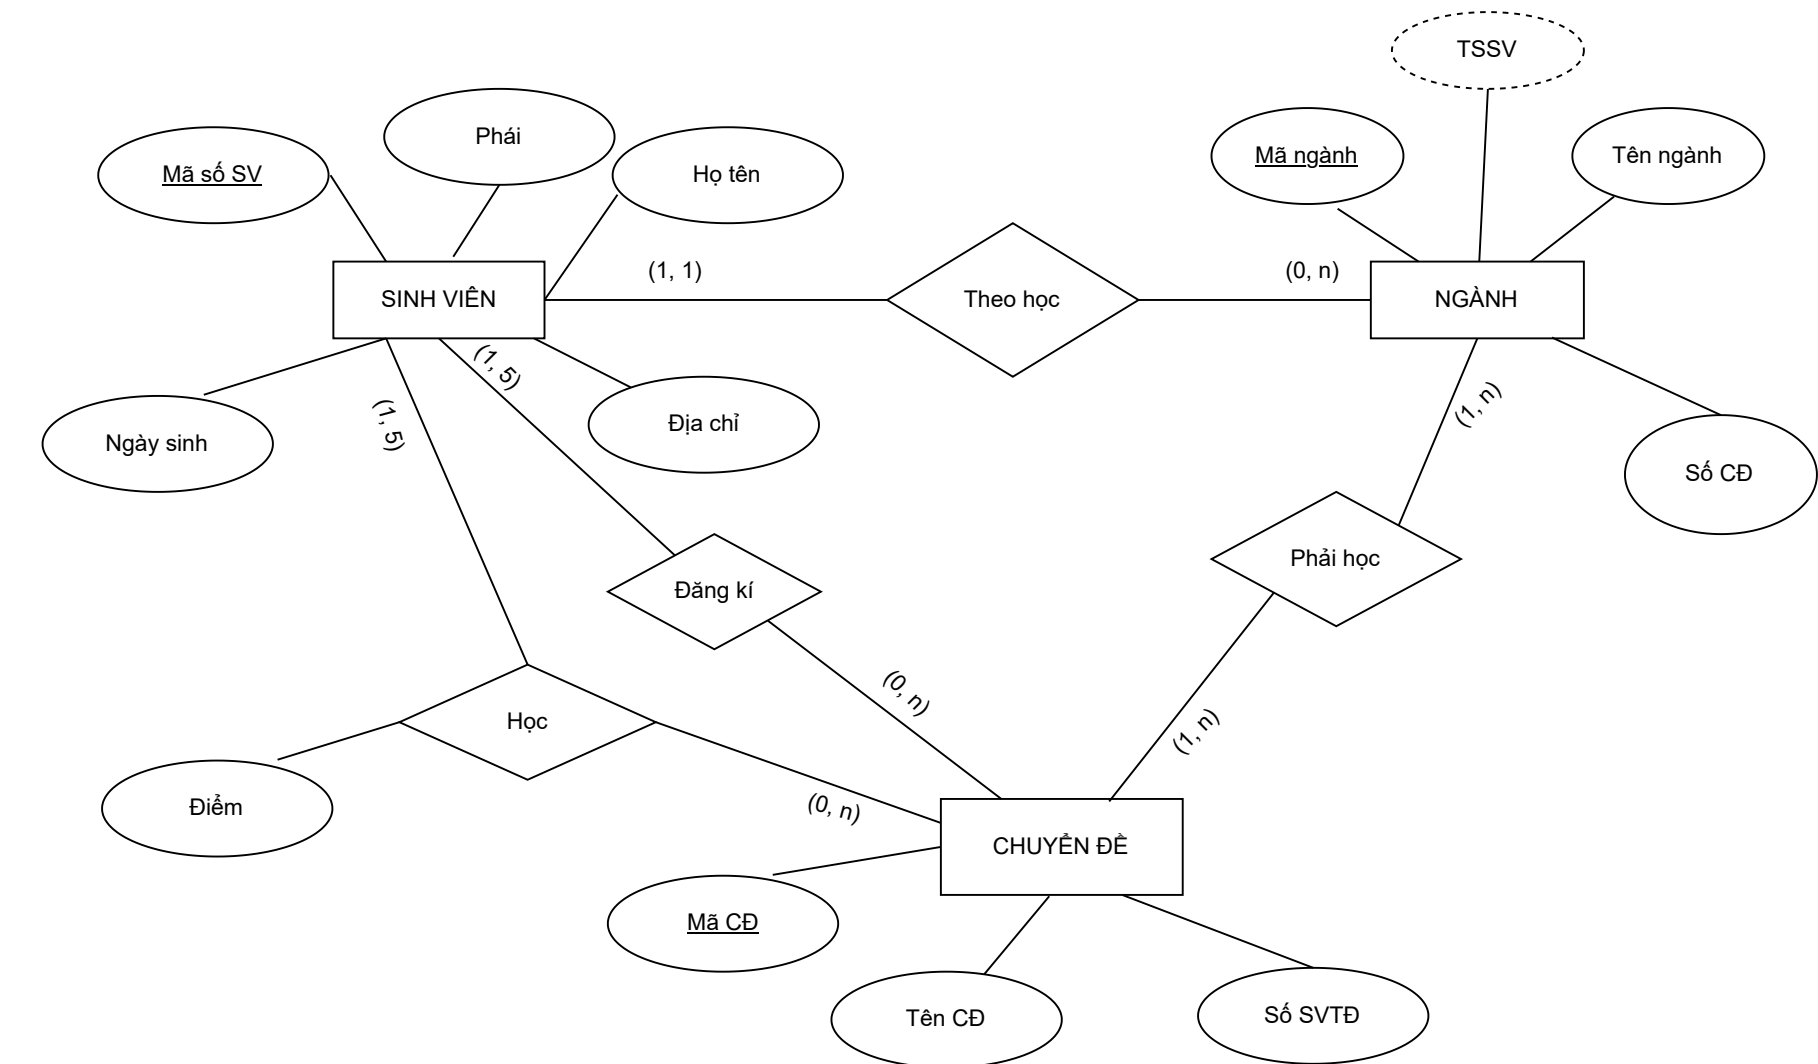 TSSV
Phái
Mã số SV
Họ tên
Mã ngành
Tên ngành
(1, 1)
(0, n)
SINH VIÊN
Theo học
NGÀNH
(1, 5)
(1, 5)
(1, n)
Ngày sinh
Địa chỉ
Số CĐ
Phải học
Đăng kí
(0, n)
(1, n)
Học
Điểm
(0, n)
CHUYỂN ĐỀ
Mã CĐ
Tên CĐ
Số SVTĐ